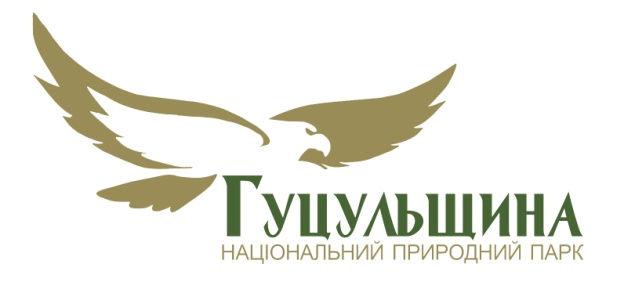 Гуцульщина
НАЦІОНАЛЬНИЙ ПРИРОДНИЙ ПАРК